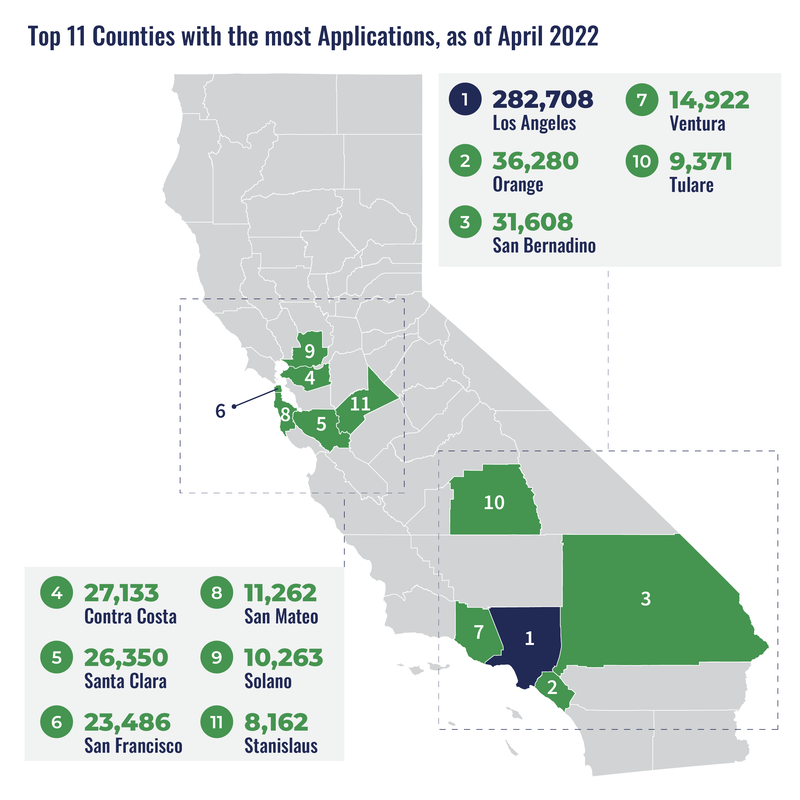 Top 11 Counties with the most Applications, as of April 2022
1 282,708
Los Angeles
2 36,280
Orange
3 31,608
San Bernadino
7 14,922
Ventura
10 9,371
Tulare
9
4
6
8
5
11
10
3
7
1
2
4 27,133
Contra Costa
5 26,350
Santa Clara
6 23,486
San Francisco
8 11,262
San Mateo
9 10,263
Solano
11 8,162
Stanislaus